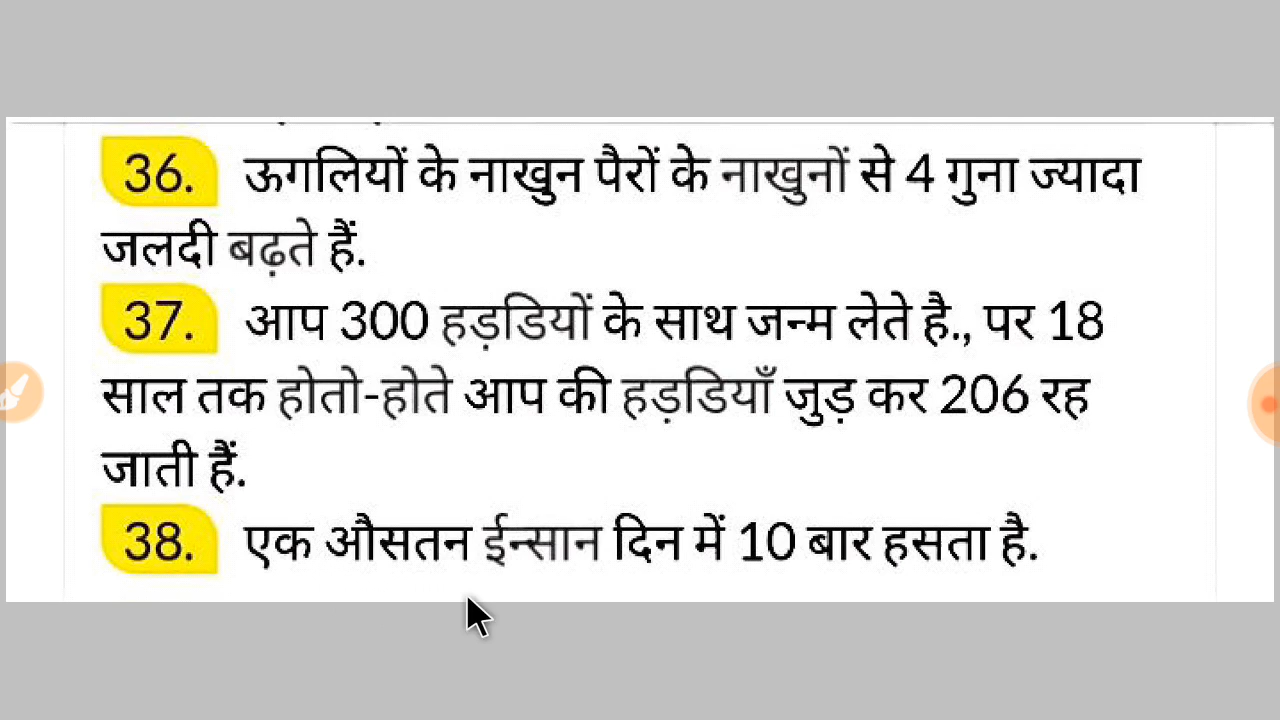 36. ऊगलियों के नाखुन पैरों के नाखुनों से 4 गुना ज्यादा
जलदी बढ़ते हैं.
37. आप 300 हड़डियों के साथ जन्म लेते है., पर 18
साल तक होतो-होते आप की हड़डियाँ जुड़ कर 206 रह
जाती हैं.
38. एक औसतन ईन्सान दिन में 10 बार हसता है.